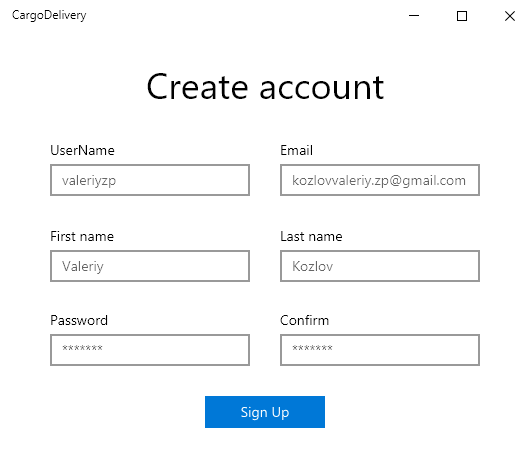 CargoDelivery
Create account
UserName Email
valeriyzp kozlovvaleriy.zp@gmail.com
First name Last name
Valeriy Kozlov
Password Confirm
******* *******
Sign Up